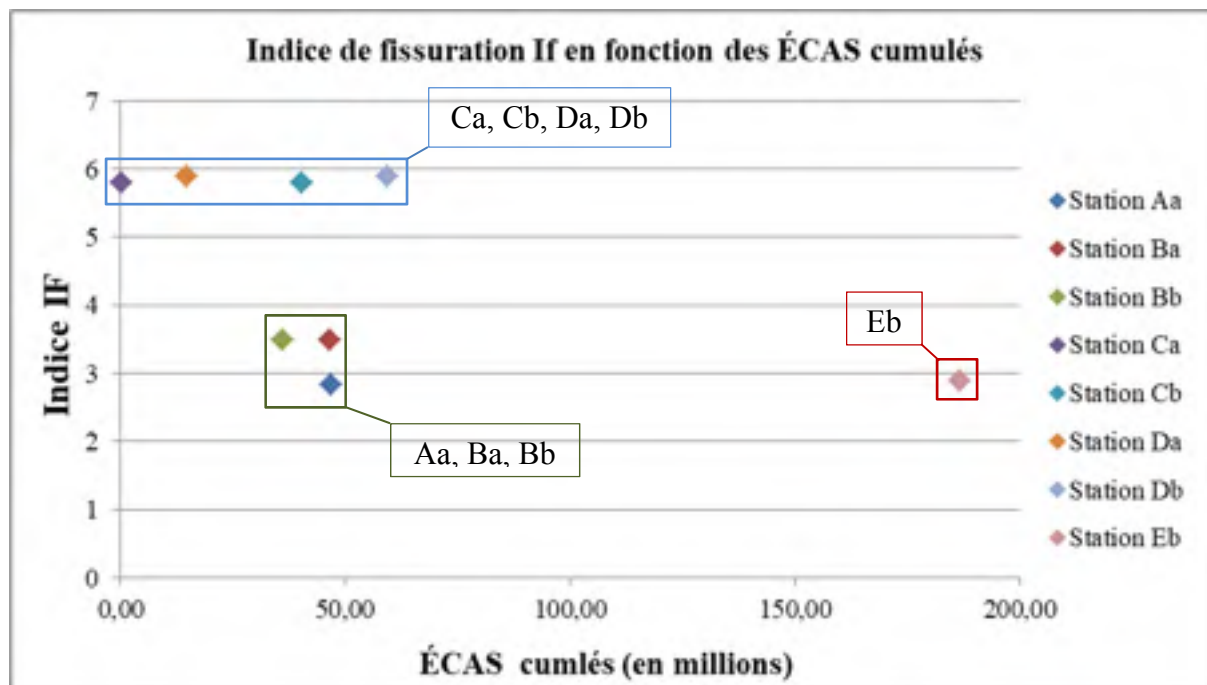 Indice de fissuration If en fonction des ÉCAS cumulés
Ca, Cb, Da, Db
7
6
5
4
3
2
1
0
Indice IF
Eb
Aa, Ba, Bb
0,00
50,00
100,00
150,00
200,00
ÉCAS cumlés (en millions)
Station Aa
Station Ba
Station Bb
Station Ca
Station Cb
Station Da
Station Db
Station Eb